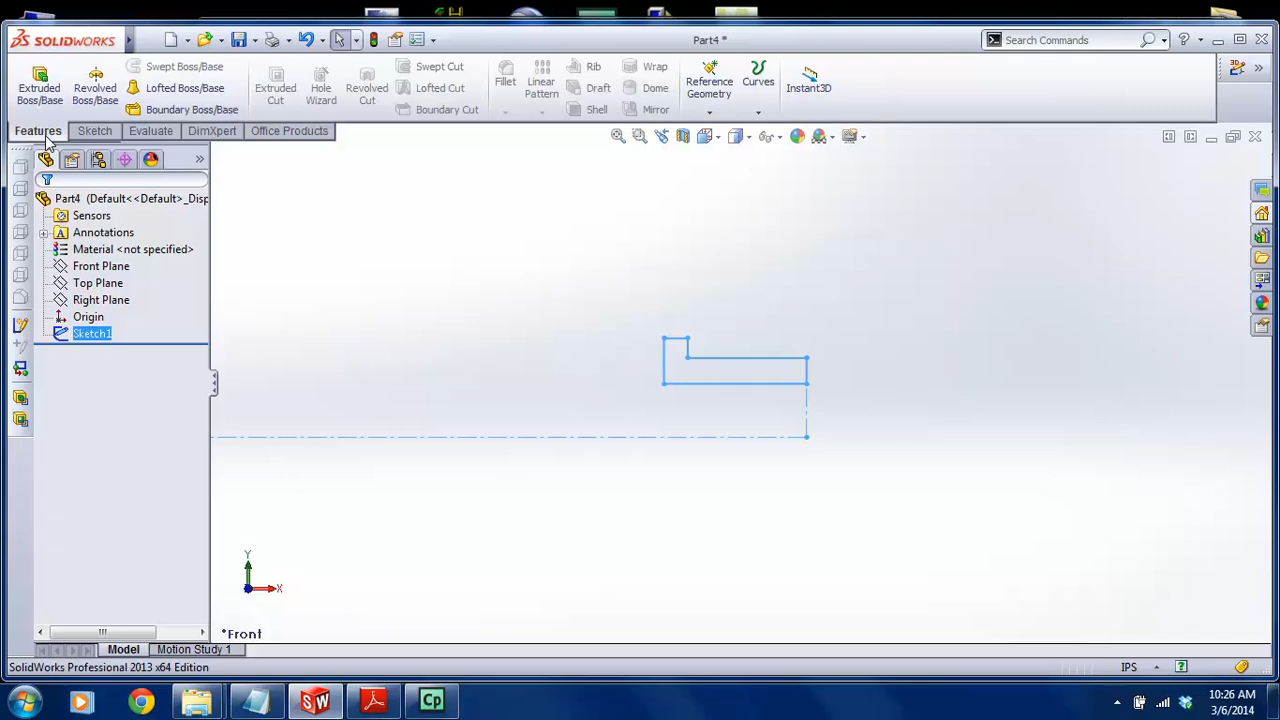 SOLIDWORKS
Part4 *
Search Commands
Extruded Boss/Base
Revolved Boss/Base
Swept Boss/Base
Lofted Boss/Base
Boundary Boss/Base
Extruded Cut
Hole Wizard
Revolved Cut
Swept Cut
Lofted Cut
Boundary Cut
Fillet
Linear Pattern
Rib
Draft
Shell
Wrap
Dome
Mirror
Reference Geometry
Curves
Instant3D
Features
Sketch
Evaluate
DimXpert
Office Products
Part4 (Default<<Default>_Disp
Sensors
Annotations
Material <not specified>
Front Plane
Top Plane
Right Plane
Origin
Sketch1
Y
X
*Front
Model
Motion Study 1
SolidWorks Professional 2013 x64 Edition
IPS
SW
Cp
10:26 AM
3/6/2014